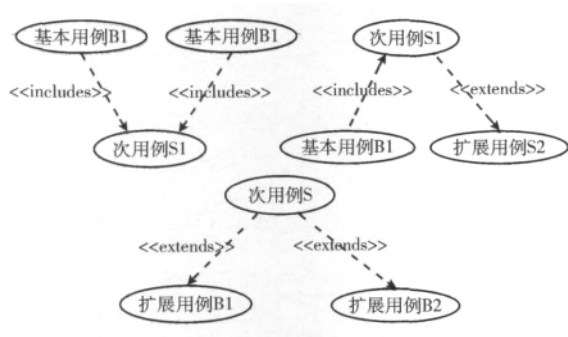 基本用例B1
基本用例B1
次用例S1
<<includes>>
<<includes>>
<<includes>>
<<extends>>
次用例S1
基本用例B1
扩展用例S2
次用例S
<<extends>>
<<extends>>
扩展用例B1
扩展用例B2